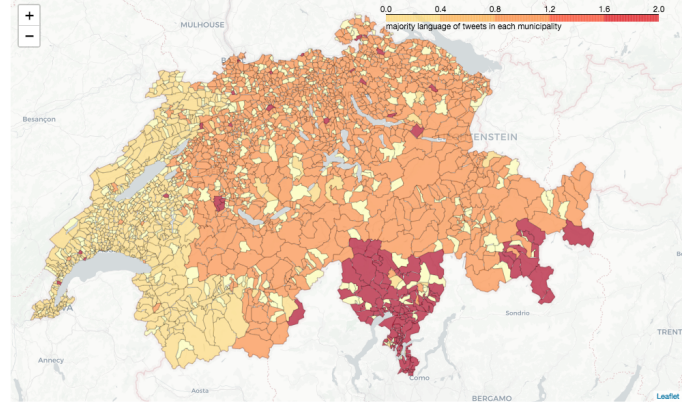 +
−
0.0 0.4 0.8 1.2 1.6 2.0
majority language of tweets in each municipality
MULHOUSE
Besançon
ENSTEIN
VA
Sondrio
TRENT
Annecy
Aosta
Como
BERGAMO
Leaflet